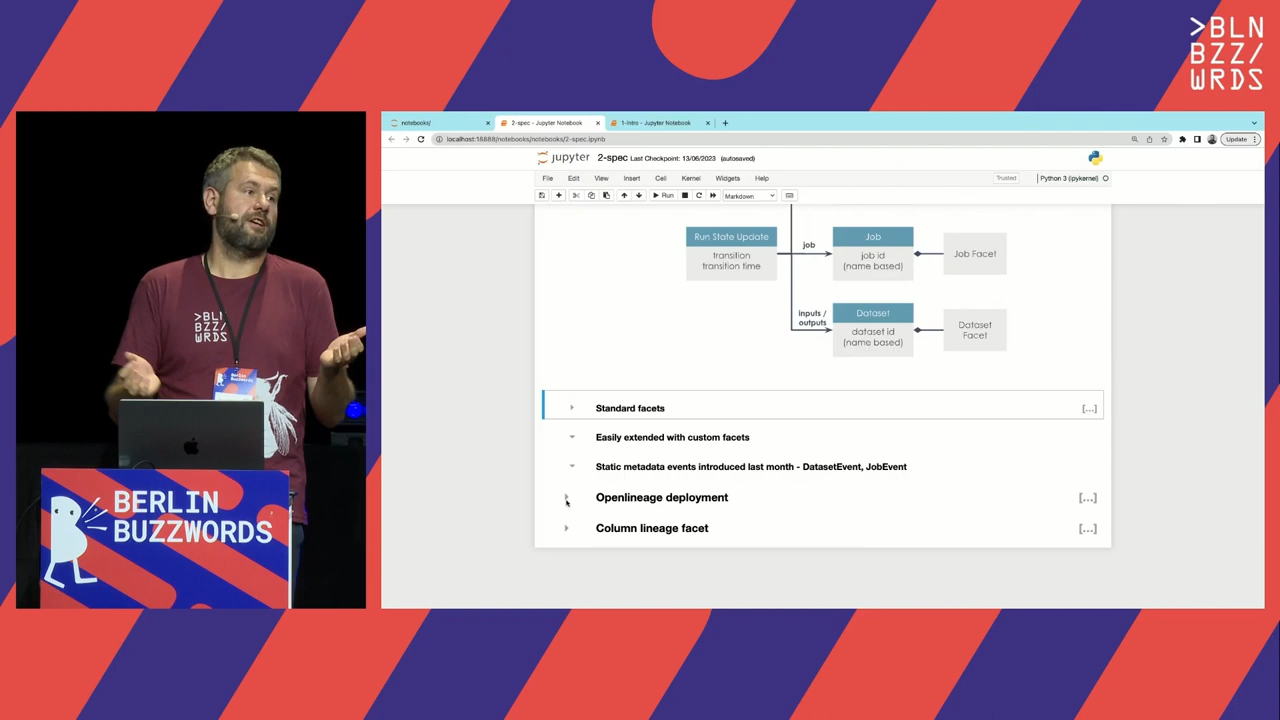 >BLN
BZZ/
WRDS
notebooks/
2-spec - Jupyter Notebook
1-Intro - Jupyter Notebook
localhost:18888/notebooks/notebooks/2-spec.ipynb
Update
jupyter 2-spec Last Checkpoint: 13/06/2023 (autosaved)
File Edit View Insert Cell Kernel Widgets Help
Trusted
Python 3 (ipykernel)
Run
Markdown
Run State Update
transition
transition time
job
Job
job id
(name based)
Job Facet
inputs /
outputs
Dataset
dataset id
(name based)
Dataset
Facet
Standard facets
[...]
Easily extended with custom facets
Static metadata events introduced last month - DatasetEvent, JobEvent
Openlineage deployment
[...]
Column lineage facet
[...]
>BLN
BZZ/
WRDS
Berlin
Buzzwords
BERLIN
BUZZWORDS